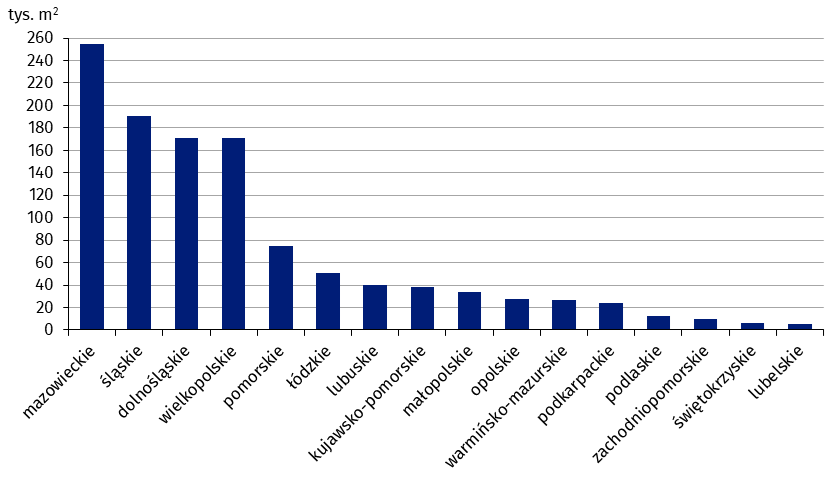 tys. m²
260
240
220
200
180
160
140
120
100
80
60
40
20
0
mazowieckie
śląskie
dolnośląskie
wielkopolskie
pomorskie
łódzkie
lubuskie
kujawsko-pomorskie
małopolskie
opolskie
warmińsko-mazurskie
podkarpackie
podlaskie
zachodniopomorskie
świętokrzyskie
lubelskie